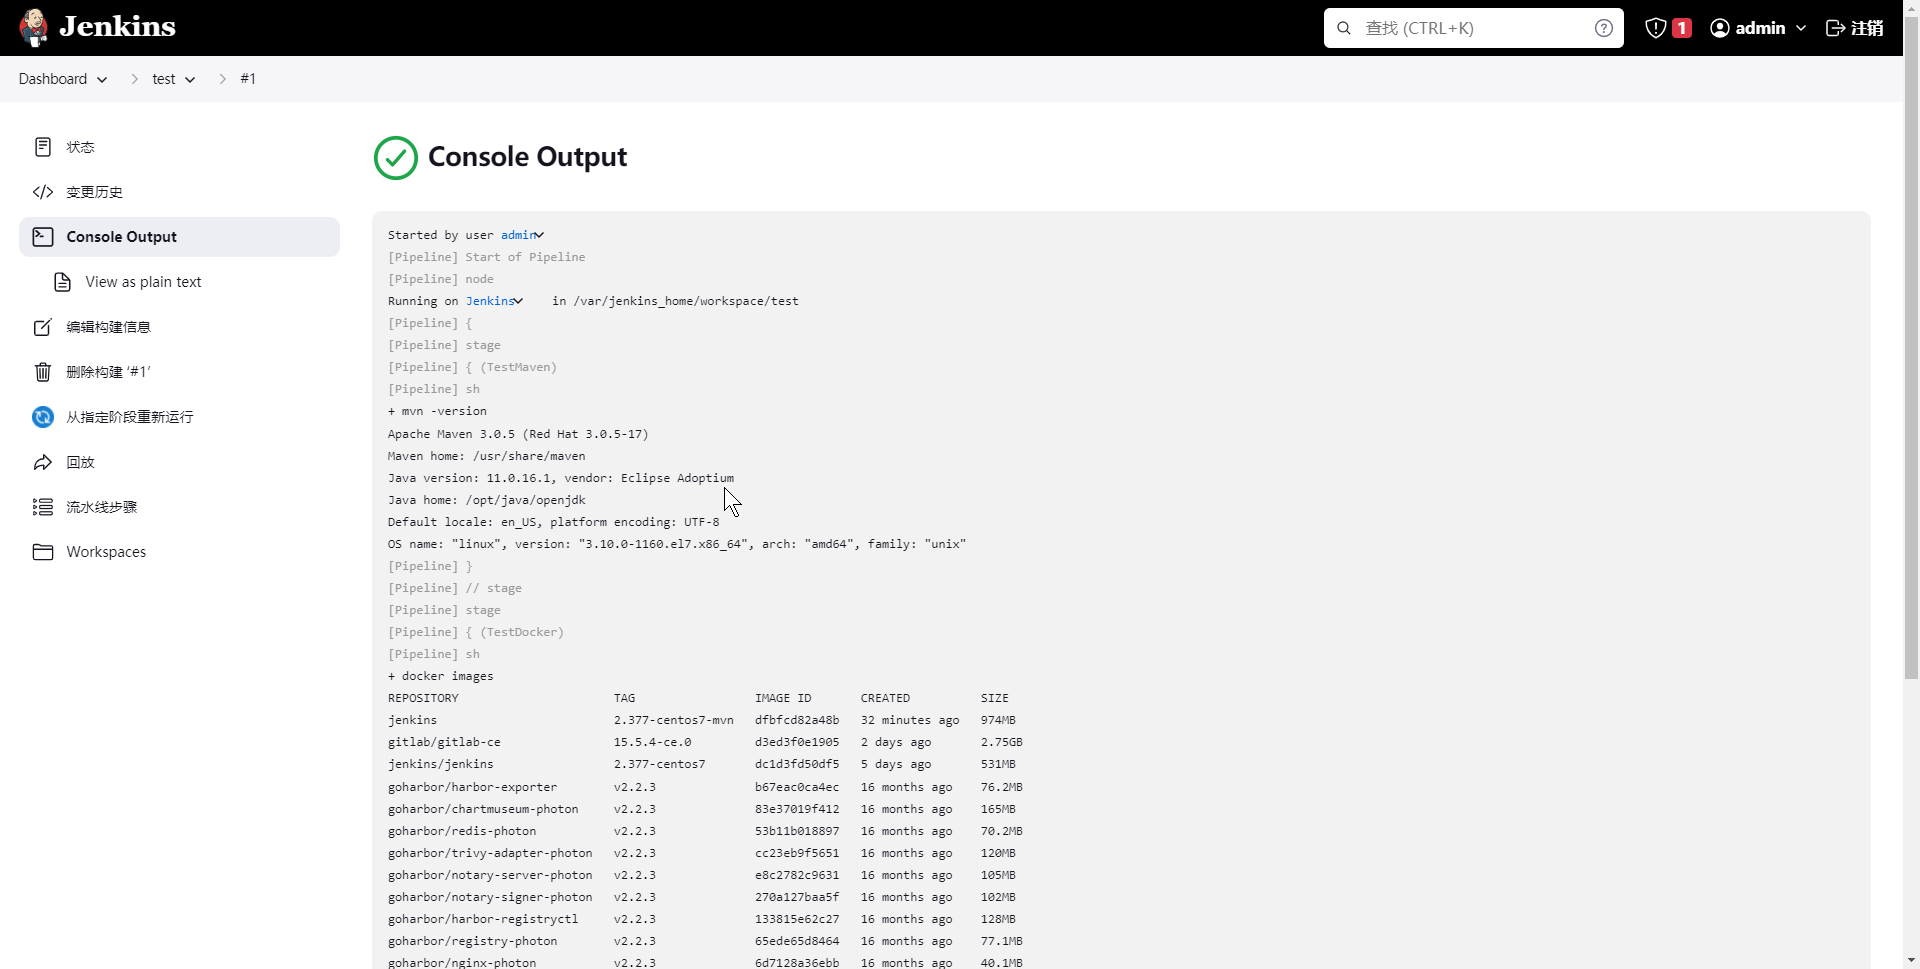 Jenkins
查找 (CTRL+K)
1
admin
注销
Dashboard
test
#1
状态
变更历史
Console Output
View as plain text
编辑构建信息
删除构建 ‘#1’
从指定阶段重新运行
回放
流水线步骤
Workspaces
Console Output
Started by user admin
[Pipeline] Start of Pipeline
[Pipeline] node
Running on Jenkins in /var/jenkins_home/workspace/test
[Pipeline] {
[Pipeline] stage
[Pipeline] { (TestMaven)
[Pipeline] sh
+ mvn -version
Apache Maven 3.0.5 (Red Hat 3.0.5-17)
Maven home: /usr/share/maven
Java version: 11.0.16.1, vendor: Eclipse Adoptium
Java home: /opt/java/openjdk
Default locale: en_US, platform encoding: UTF-8
OS name: "linux", version: "3.10.0-1160.el7.x86_64", arch: "amd64", family: "unix"
[Pipeline] }
[Pipeline] // stage
[Pipeline] stage
[Pipeline] { (TestDocker)
[Pipeline] sh
+ docker images
REPOSITORY TAG IMAGE ID CREATED SIZE
jenkins 2.377-centos7-mvn dfbfcd82a48b 32 minutes ago 974MB
gitlab/gitlab-ce 15.5.4-ce.0 d3ed3f0e1905 2 days ago 2.75GB
jenkins/jenkins 2.377-centos7 dc1d3fd50df5 5 days ago 531MB
goharbor/harbor-exporter v2.2.3 b67eac0ca4ec 16 months ago 76.2MB
goharbor/chartmuseum-photon v2.2.3 83e37019f412 16 months ago 165MB
goharbor/redis-photon v2.2.3 53b11b018897 16 months ago 70.2MB
goharbor/trivy-adapter-photon v2.2.3 cc23eb9f5651 16 months ago 120MB
goharbor/notary-server-photon v2.2.3 e8c2782c9631 16 months ago 105MB
goharbor/notary-signer-photon v2.2.3 270a127baa5f 16 months ago 102MB
goharbor/harbor-registryctl v2.2.3 133815e62c27 16 months ago 128MB
goharbor/registry-photon v2.2.3 65ede65d8464 16 months ago 77.1MB
goharbor/nginx-photon v2.2.3 6d7128a36ebb 16 months ago 40.1MB